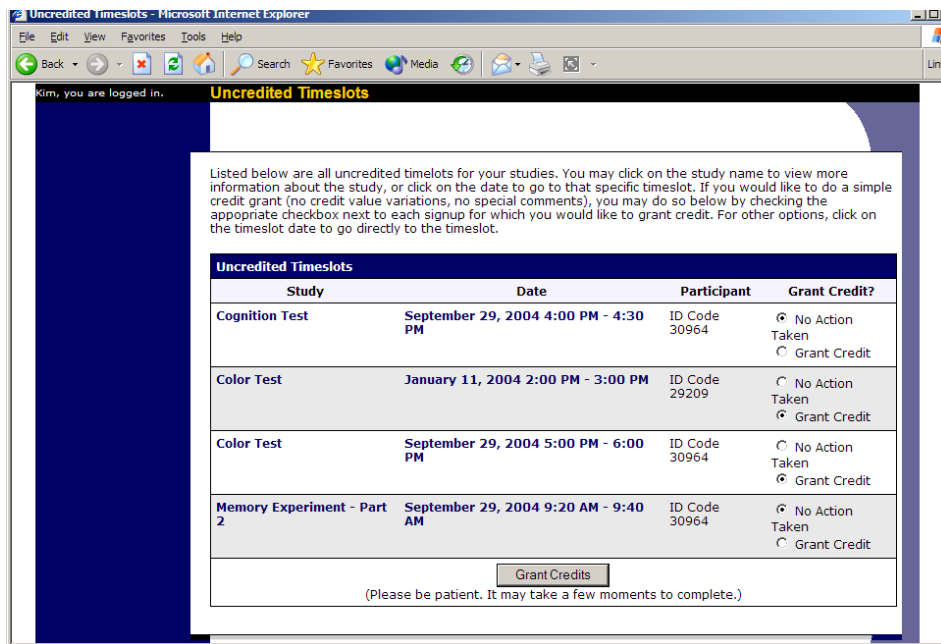 Uncredited Timeslots - Microsoft Internet Explorer
File Edit View Favorites Tools Help
Back Search Favorites Media
Kim, you are logged in.
Uncredited Timeslots
Listed below are all uncredited timelots for your studies. You may click on the study name to view more
information about the study, or click on the date to go to that specific timeslot. If you would like to do a simple
credit grant (no credit value variations, no special comments), you may do so below by checking the
appopriate checkbox next to each signup for which you would like to grant credit. For other options, click on
the timeslot date to go directly to the timeslot.
Uncredited Timeslots
Study Date Participant Grant Credit?
Cognition Test September 29, 2004 4:00 PM - 4:30 ID Code No Action
PM 30964 Taken
Grant Credit
Color Test January 11, 2004 2:00 PM - 3:00 PM ID Code No Action
29209 Taken
Grant Credit
Color Test September 29, 2004 5:00 PM - 6:00 ID Code No Action
PM 30964 Taken
Grant Credit
Memory Experiment - Part September 29, 2004 9:20 AM - 9:40 ID Code No Action
2 AM 30964 Taken
Grant Credit
Grant Credits
(Please be patient. It may take a few moments to complete.)